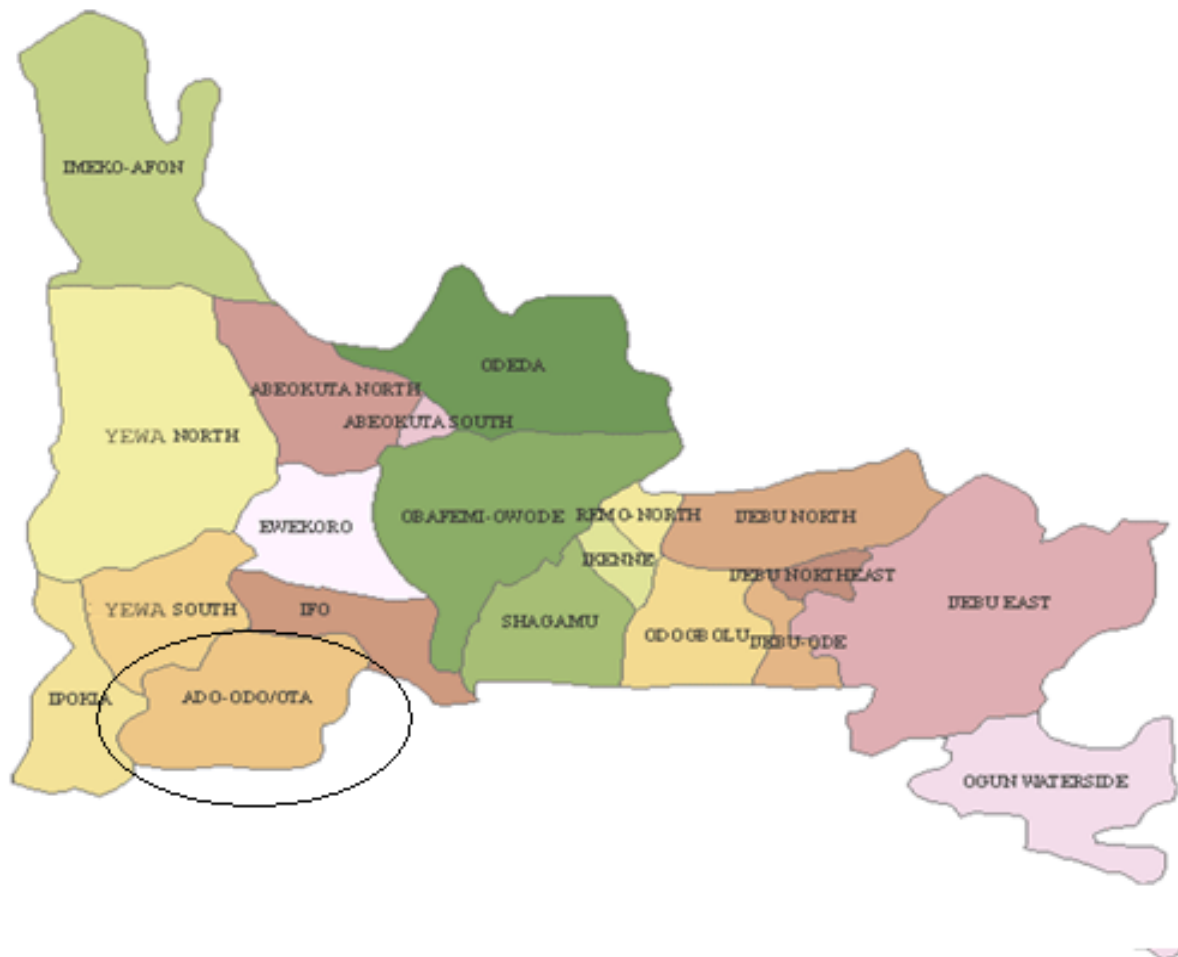 IMEKO-AFON
ODEDA
ABEOKUTA NORTH
ABEOKUTA SOUTH
YEWA NORTH
OBAFEMI-OWODE
REMO-NORTH
IJEBU NORTH
EWEKORO
IKENNE
IJEBU NORTHEAST
IJEBU EAST
YEWA SOUTH
IFO
SHAGAMU
ODOGBOLU
IJEBU-ODE
IPOKIA
ADO-ODO/OTA
OGUN WATERSIDE